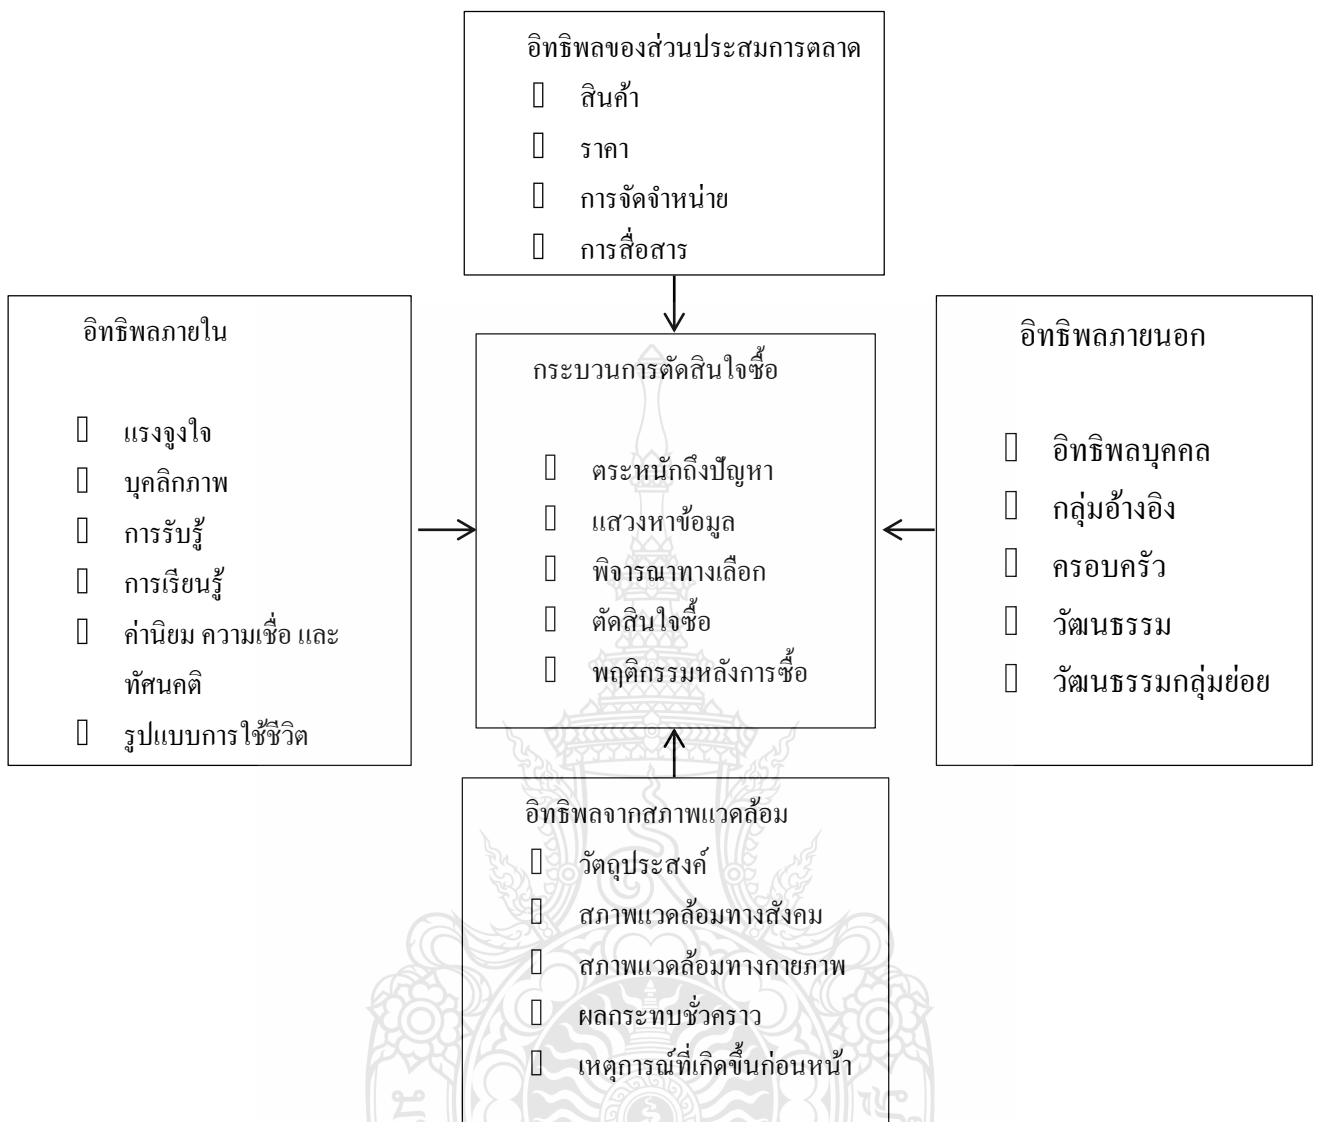 อิทธิพลของส่วนประสมการตลาด
สินค้า
ราคา
การจัดจำหน่าย
การสื่อสาร
อิทธิพลภายใน
แรงจูงใจ
บุคลิกภาพ
การรับรู้
การเรียนรู้
ค่านิยม ความเชื่อ และ
ทัศนคติ
รูปแบบการใช้ชีวิต
กระบวนการตัดสินใจซื้อ
ตระหนักถึงปัญหา
แสวงหาข้อมูล
พิจารณาทางเลือก
ตัดสินใจซื้อ
พฤติกรรมหลังการซื้อ
อิทธิพลภายนอก
อิทธิพลบุคคล
กลุ่มอ้างอิง
ครอบครัว
วัฒนธรรม
วัฒนธรรมกลุ่มย่อย
อิทธิพลจากสภาพแวดล้อม
วัตถุประสงค์
สภาพแวดล้อมทางสังคม
สภาพแวดล้อมทางกายภาพ
ผลกระทบชั่วคราว
เหตุการณ์ที่เกิดขึ้นก่อนหน้า